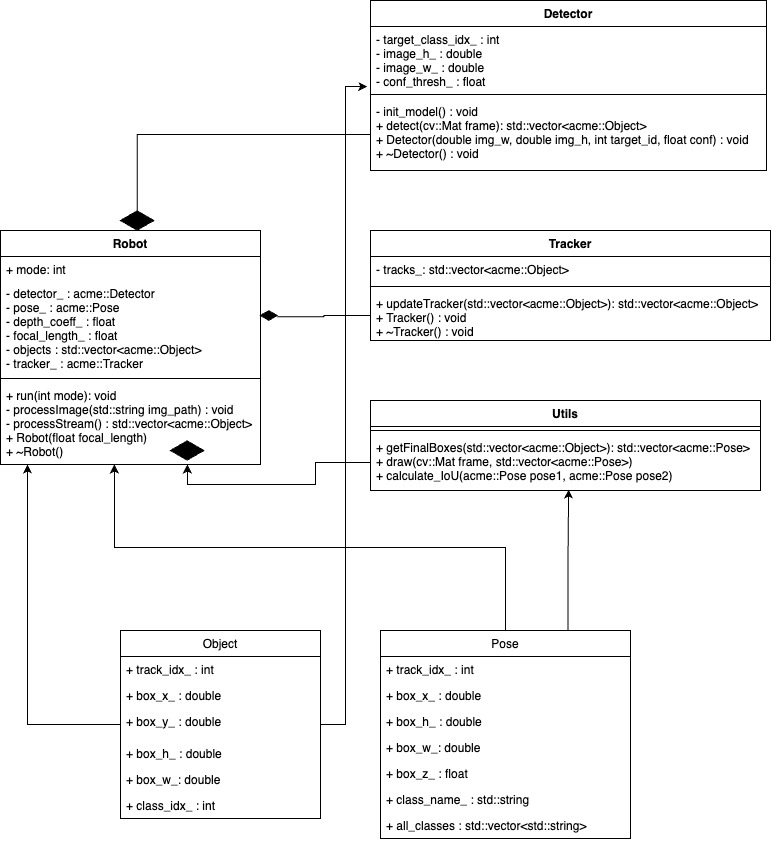 Detector
- target_class_idx_ : int
- image_h_ : double
- image_w_ : double
- conf_thresh_ : float
- init_model() : void
+ detect(cv::Mat frame): std::vector<acme::Object>
+ Detector(double img_w, double img_h, int target_id, float conf) : void
+ ~Detector() : void
Robot
+ mode: int
- detector_ : acme::Detector
- pose_ : acme::Pose
- depth_coeff_ : float
- focal_length_ : float
- objects : std::vector<acme::Object>
- tracker_ : acme::Tracker
+ run(int mode): void
- processImage(std::string img_path) : void
- processStream() : std::vector<acme::Object>
+ Robot(float focal_length)
+ ~Robot()
Tracker
- tracks_: std::vector<acme::Object>
+ updateTracker(std::vector<acme::Object>): std::vector<acme::Object>
+ Tracker() : void
+ ~Tracker() : void
Utils
+ getFinalBoxes(std::vector<acme::Object>): std::vector<acme::Pose>
+ draw(cv::Mat frame, std::vector<acme::Pose>)
+ calculate_IoU(acme::Pose pose1, acme::Pose pose2)
Object
+ track_idx_ : int
+ box_x_ : double
+ box_y_ : double
+ box_h_ : double
+ box_w_: double
+ class_idx_ : int
Pose
+ track_idx_ : int
+ box_x_ : double
+ box_h_ : double
+ box_w_: double
+ box_z_ : float
+ class_name_ : std::string
+ all_classes : std::vector<std::string>